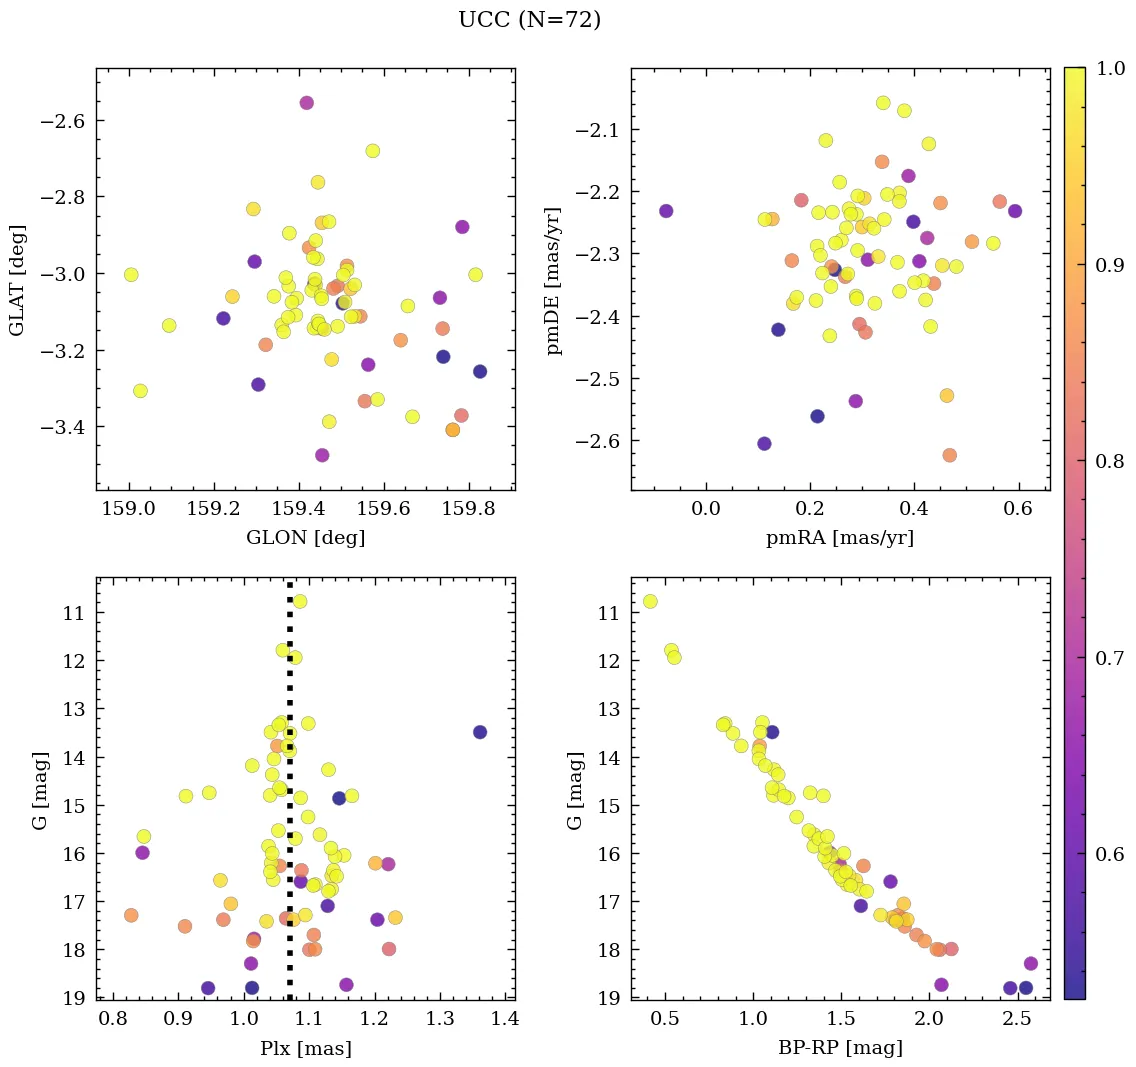 UCC (N=72)
−2.6
−2.8
−3.0
−3.2
−3.4
GLAT [deg]
159.0 159.2 159.4 159.6 159.8
GLON [deg]
−2.1
−2.2
−2.3
−2.4
−2.5
−2.6
pmDE [mas/yr]
0.0 0.2 0.4 0.6
pmRA [mas/yr]
1.0
0.9
0.8
0.7
0.6
11
12
13
14
15
16
17
18
19
G [mag]
0.8 0.9 1.0 1.1 1.2 1.3 1.4
Plx [mas]
11
12
13
14
15
16
17
18
19
G [mag]
0.5 1.0 1.5 2.0 2.5
BP-RP [mag]